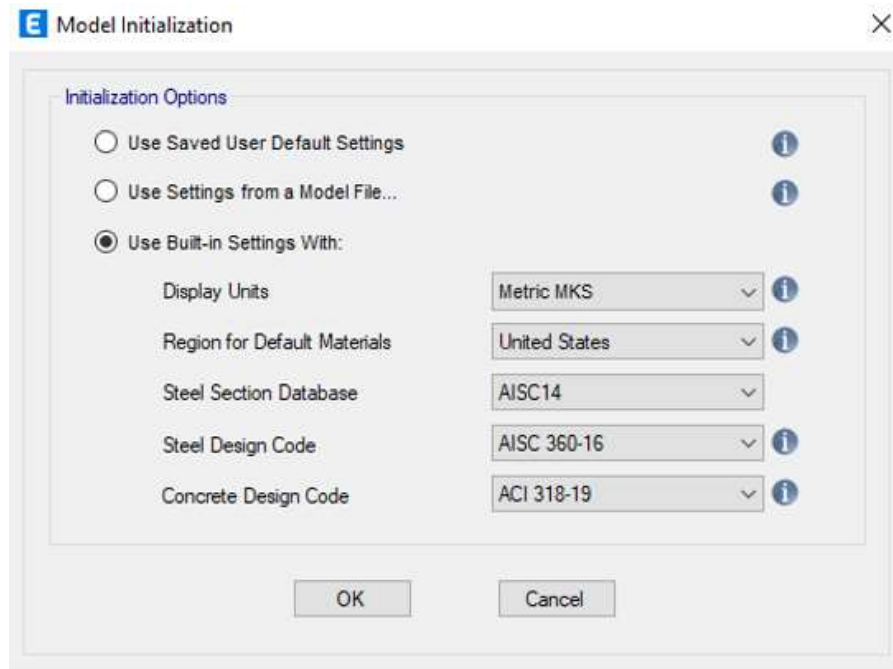 E Model Initialization
Initialization Options
Use Saved User Default Settings
Use Settings from a Model File...
Use Built-in Settings With:
Display Units Metric MKS
Region for Default Materials United States
Steel Section Database AISC14
Steel Design Code AISC 360-16
Concrete Design Code ACI 318-19
OK Cancel